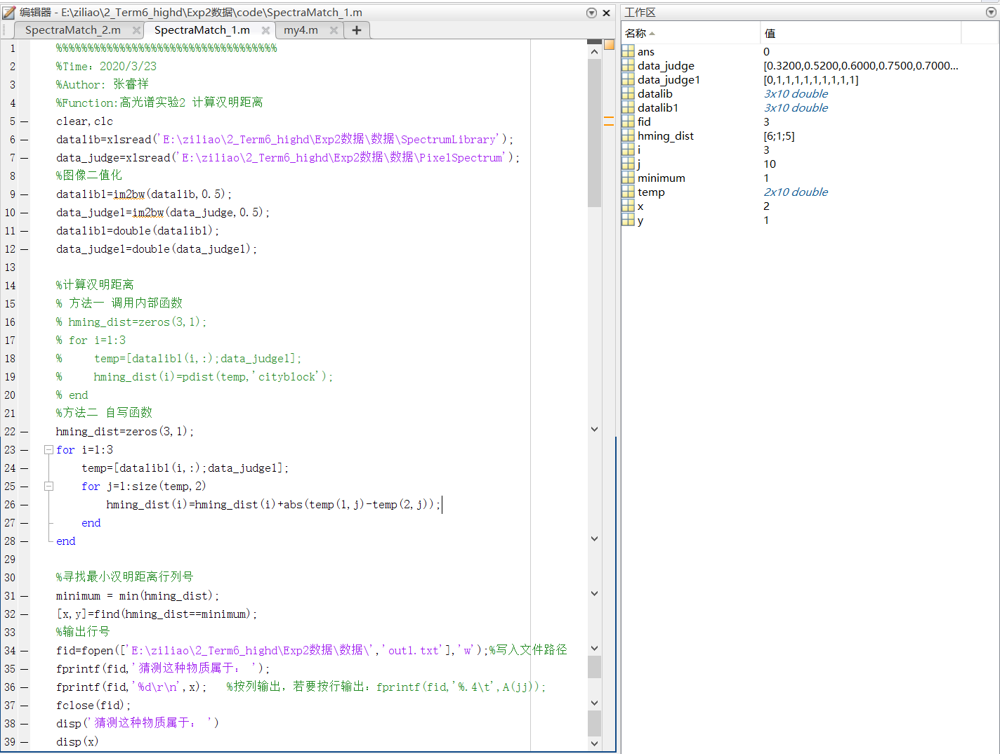 编辑器 - E:\ziliao\2_Term6_highd\Exp2数据\code\SpectraMatch_1.m
SpectraMatch_2.m SpectraMatch_1.m my4.m
1 %%%%%%%%%%%%%%%%%%%%%%%%%%%%%%%%%%%
2 %Time：2020/3/23
3 %Author: 张睿祥
4 %Function:高光谱实验2 计算汉明距离
5 — clear,clc
6 — datalib=xlsread('E:\ziliao\2_Term6_highd\Exp2数据\数据\SpectrumLibrary');
7 — data_judge=xlsread('E:\ziliao\2_Term6_highd\Exp2数据\数据\PixelSpectrum');
8 %图像二值化
9 — datalib1=im2bw(datalib,0.5);
10 — data_judge1=im2bw(data_judge,0.5);
11 — datalib1=double(datalib1);
12 — data_judge1=double(data_judge1);
13
14 %计算汉明距离
15 % 方法一 调用内部函数
16 % hming_dist=zeros(3,1);
17 % for i=1:3
18 %     temp=[datalib1(i,:);data_judge1];
19 %     hming_dist(i)=pdist(temp,'cityblock');
20 % end
21 %方法二 自写函数
22 — hming_dist=zeros(3,1);
23 — for i=1:3
24 —     temp=[datalib1(i,:);data_judge1];
25 —     for j=1:size(temp,2)
26 —         hming_dist(i)=hming_dist(i)+abs(temp(1,j)-temp(2,j));
27 —     end
28 — end
29
30 %寻找最小汉明距离行列号
31 — minimum = min(hming_dist);
32 — [x,y]=find(hming_dist==minimum);
33 %输出行号
34 — fid=fopen(['E:\ziliao\2_Term6_highd\Exp2数据\数据\','out1.txt'],'w');%写入文件路径
35 — fprintf(fid,'猜测这种物质属于： ');
36 — fprintf(fid,'%d\r\n',x);   %按列输出，若要按行输出：fprintf(fid,'%.4\t',A(jj));
37 — fclose(fid);
38 — disp('猜测这种物质属于： ')
39 — disp(x)
工作区
名称 值
ans 0
data_judge [0.3200,0.5200,0.6000,0.7500,0.7000...
data_judge1 [0,1,1,1,1,1,1,1,1,1]
datalib 3x10 double
datalib1 3x10 double
fid 3
hming_dist [6;1;5]
i 3
j 10
minimum 1
temp 2x10 double
x 2
y 1